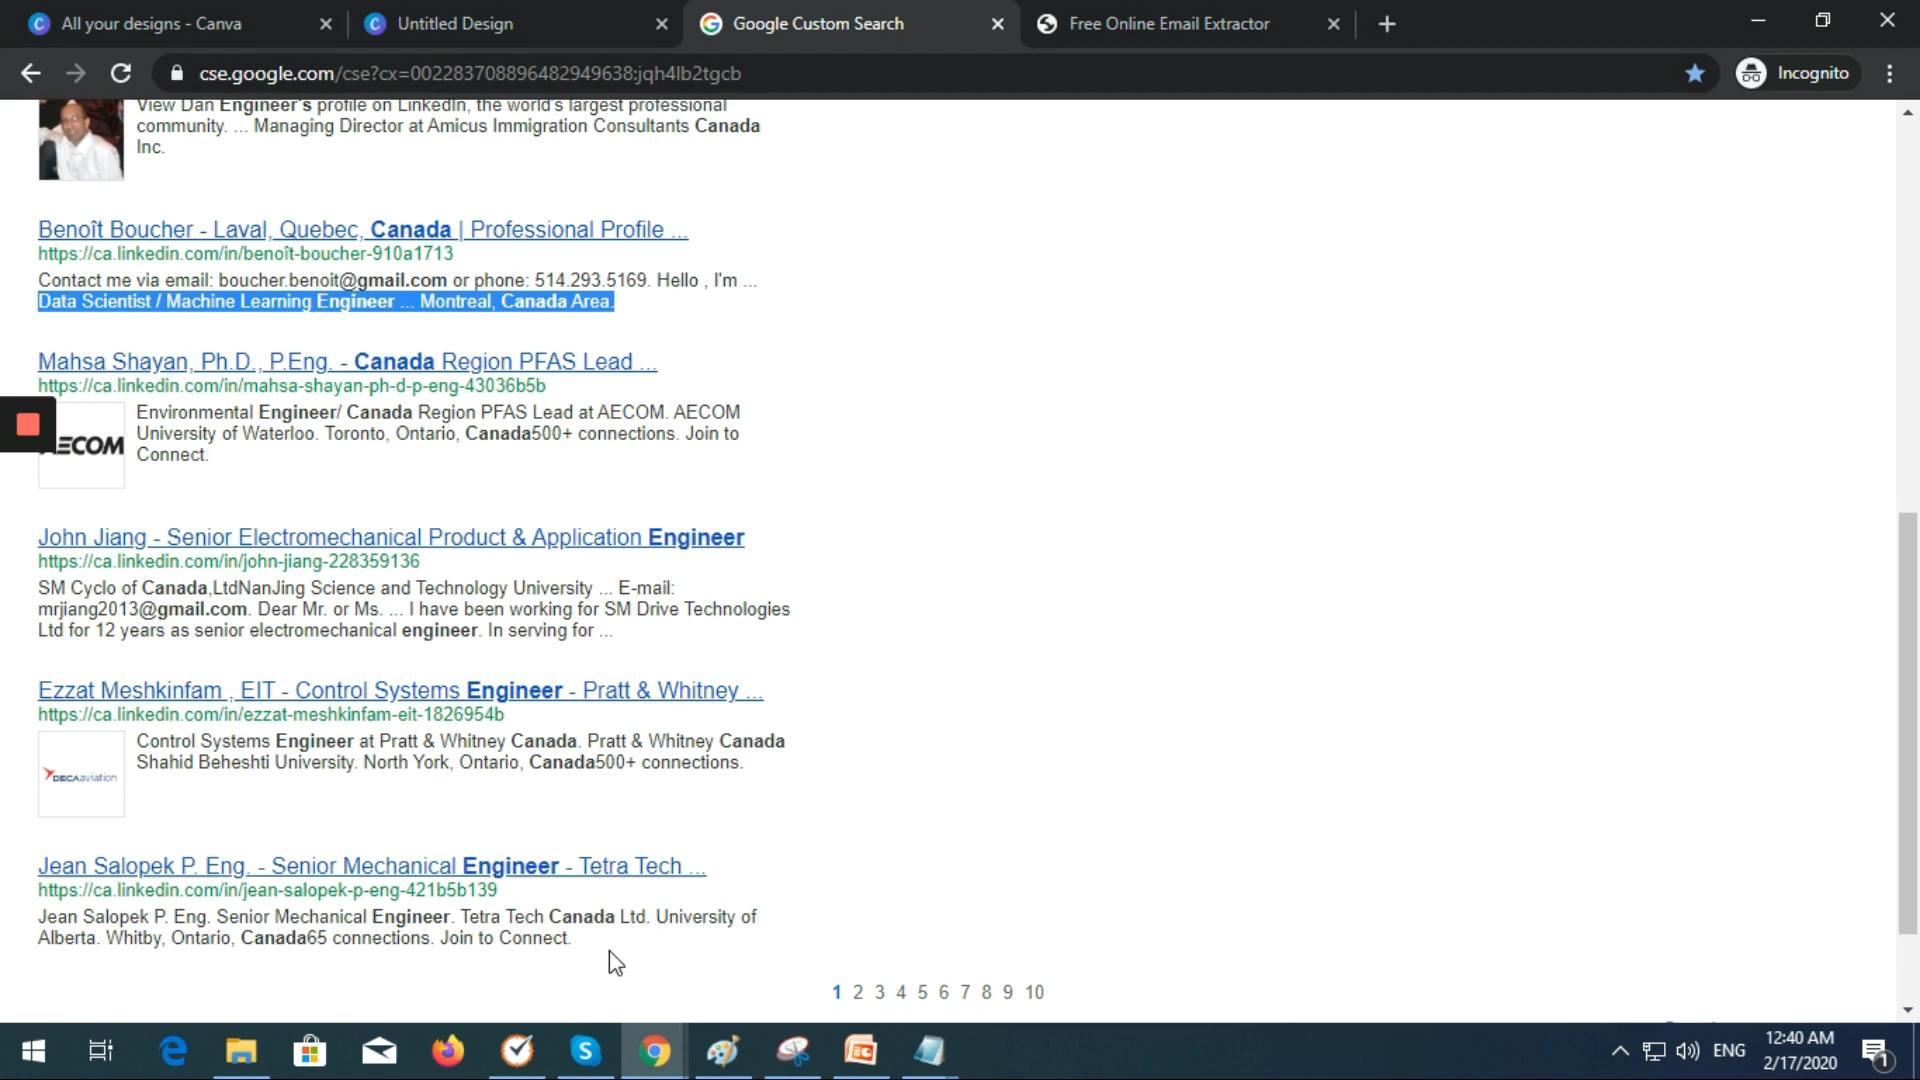 All your designs - Canva
Untitled Design
Google Custom Search
Free Online Email Extractor
cse.google.com/cse?cx=002283708896482949638:jqh4lb2tgcb
Incognito
View Dan Engineer's profile on LinkedIn, the world's largest professional
community. ... Managing Director at Amicus Immigration Consultants Canada
Inc.
Benoît Boucher - Laval, Quebec, Canada | Professional Profile ...
https://ca.linkedin.com/in/benoît-boucher-910a1713
Contact me via email: boucher.benoit@gmail.com or phone: 514.293.5169. Hello , I'm ...
Data Scientist / Machine Learning Engineer ... Montreal, Canada Area.
Mahsa Shayan, Ph.D., P.Eng. - Canada Region PFAS Lead ...
https://ca.linkedin.com/in/mahsa-shayan-ph-d-p-eng-43036b5b
Environmental Engineer/ Canada Region PFAS Lead at AECOM. AECOM
University of Waterloo. Toronto, Ontario, Canada500+ connections. Join to
Connect.
ECOM
John Jiang - Senior Electromechanical Product & Application Engineer
https://ca.linkedin.com/in/john-jiang-228359136
SM Cyclo of Canada,LtdNanJing Science and Technology University ... E-mail:
mrjiang2013@gmail.com. Dear Mr. or Ms. ... I have been working for SM Drive Technologies
Ltd for 12 years as senior electromechanical engineer. In serving for ...
Ezzat Meshkinfam , EIT - Control Systems Engineer - Pratt & Whitney ...
https://ca.linkedin.com/in/ezzat-meshkinfam-eit-1826954b
Control Systems Engineer at Pratt & Whitney Canada. Pratt & Whitney Canada
Shahid Beheshti University. North York, Ontario, Canada500+ connections.
DECAaviation
Jean Salopek P. Eng. - Senior Mechanical Engineer - Tetra Tech ...
https://ca.linkedin.com/in/jean-salopek-p-eng-421b5b139
Jean Salopek P. Eng. Senior Mechanical Engineer. Tetra Tech Canada Ltd. University of
Alberta. Whitby, Ontario, Canada65 connections. Join to Connect.
1 2 3 4 5 6 7 8 9 10
ENG
12:40 AM
2/17/2020
1